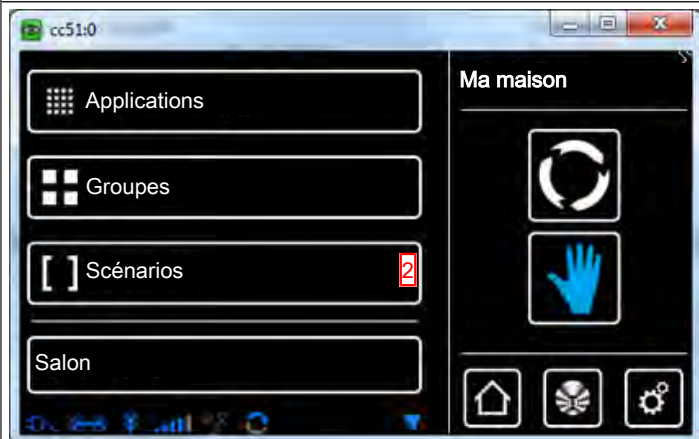 cc51:0
Applications
Groupes
Scénarios 2
Salon
Ma maison